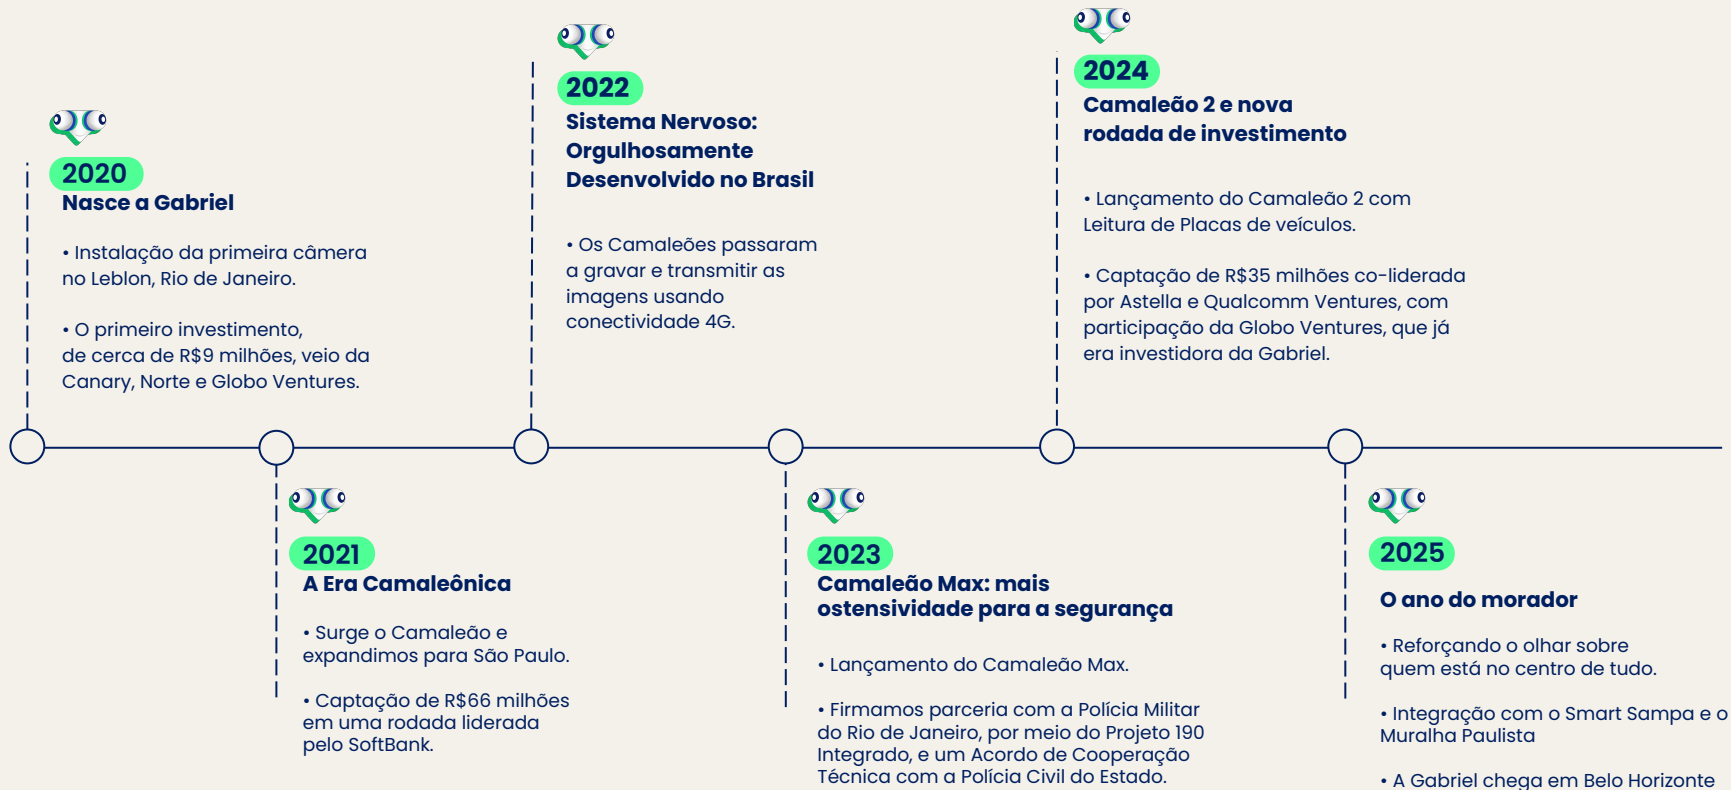 2020
Nasce a Gabriel
• Instalação da primeira câmera
no Leblon, Rio de Janeiro.
• O primeiro investimento,
de cerca de R$9 milhões, veio da
Canary, Norte e Globo Ventures.
2021
A Era Camaleônica
• Surge o Camaleão e
expandimos para São Paulo.
• Captação de R$66 milhões
em uma rodada liderada
pelo SoftBank.
2022
Sistema Nervoso:
Orgulhosamente
Desenvolvido no Brasil
• Os Camaleões passaram
a gravar e transmitir as
imagens usando
conectividade 4G.
2023
Camaleão Max: mais
ostensividade para a segurança
• Lançamento do Camaleão Max.
• Firmamos parceria com a Polícia Militar
do Rio de Janeiro, por meio do Projeto 190
Integrado, e um Acordo de Cooperação
Técnica com a Polícia Civil do Estado.
2024
Camaleão 2 e nova
rodada de investimento
• Lançamento do Camaleão 2 com
Leitura de Placas de veículos.
• Captação de R$35 milhões co-liderada
por Astella e Qualcomm Ventures, com
participação da Globo Ventures, que já
era investidora da Gabriel.
2025
O ano do morador
• Reforçando o olhar sobre
quem está no centro de tudo.
• Integração com o Smart Sampa e o
Muralha Paulista
• A Gabriel chega em Belo Horizonte